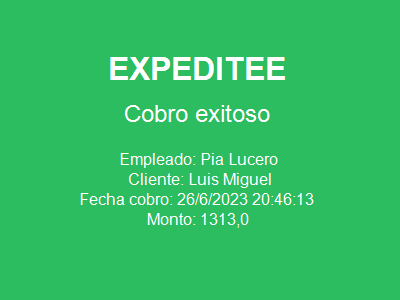 EXPEDITEE
Cobro exitoso
Empleado: Pia Lucero
Cliente: Luis Miguel
Fecha cobro: 26/6/2023 20:46:13
Monto: 1313,0